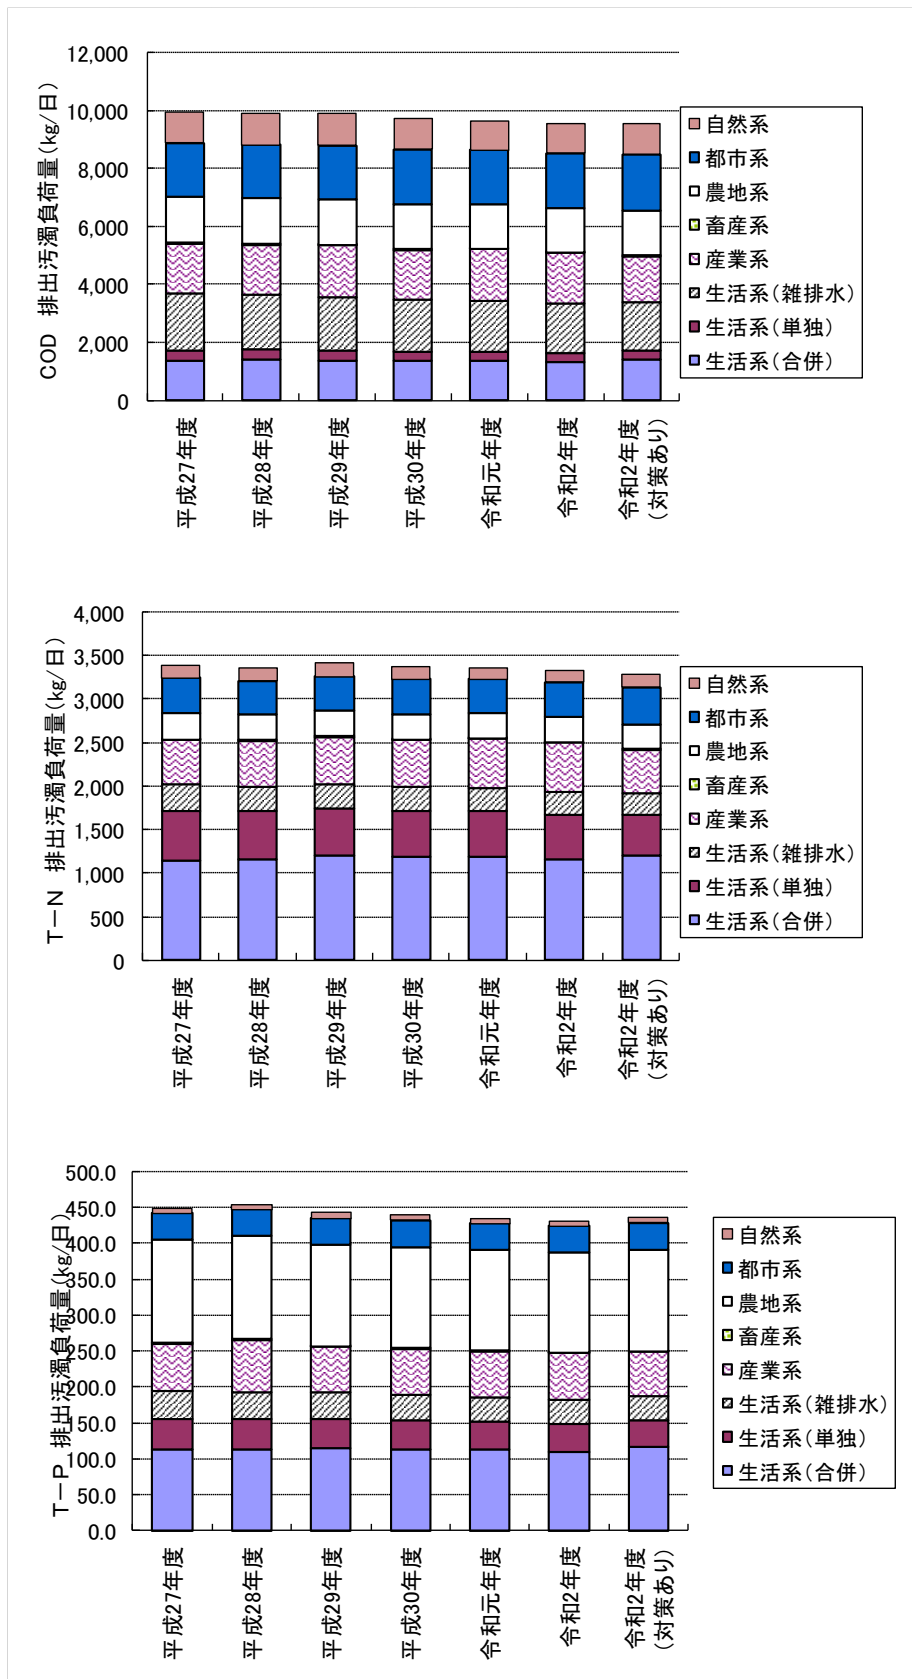 COD 排出汚濁負荷量(kg/日)
12,000
10,000
8,000
6,000
4,000
2,000
0
平成27年度
平成28年度
平成29年度
平成30年度
令和元年度
令和2年度
令和2年度
(対策あり)
自然系
都市系
農地系
畜産系
産業系
生活系(雑排水)
生活系(単独)
生活系(合併)
T-N 排出汚濁負荷量(kg/日)
4,000
3,500
3,000
2,500
2,000
1,500
1,000
500
0
平成27年度
平成28年度
平成29年度
平成30年度
令和元年度
令和2年度
令和2年度
(対策あり)
自然系
都市系
農地系
畜産系
産業系
生活系(雑排水)
生活系(単独)
生活系(合併)
T-P 排出汚濁負荷量(kg/日)
500.0
450.0
400.0
350.0
300.0
250.0
200.0
150.0
100.0
50.0
0.0
平成27年度
平成28年度
平成29年度
平成30年度
令和元年度
令和2年度
令和2年度
(対策あり)
自然系
都市系
農地系
畜産系
産業系
生活系(雑排水)
生活系(単独)
生活系(合併)